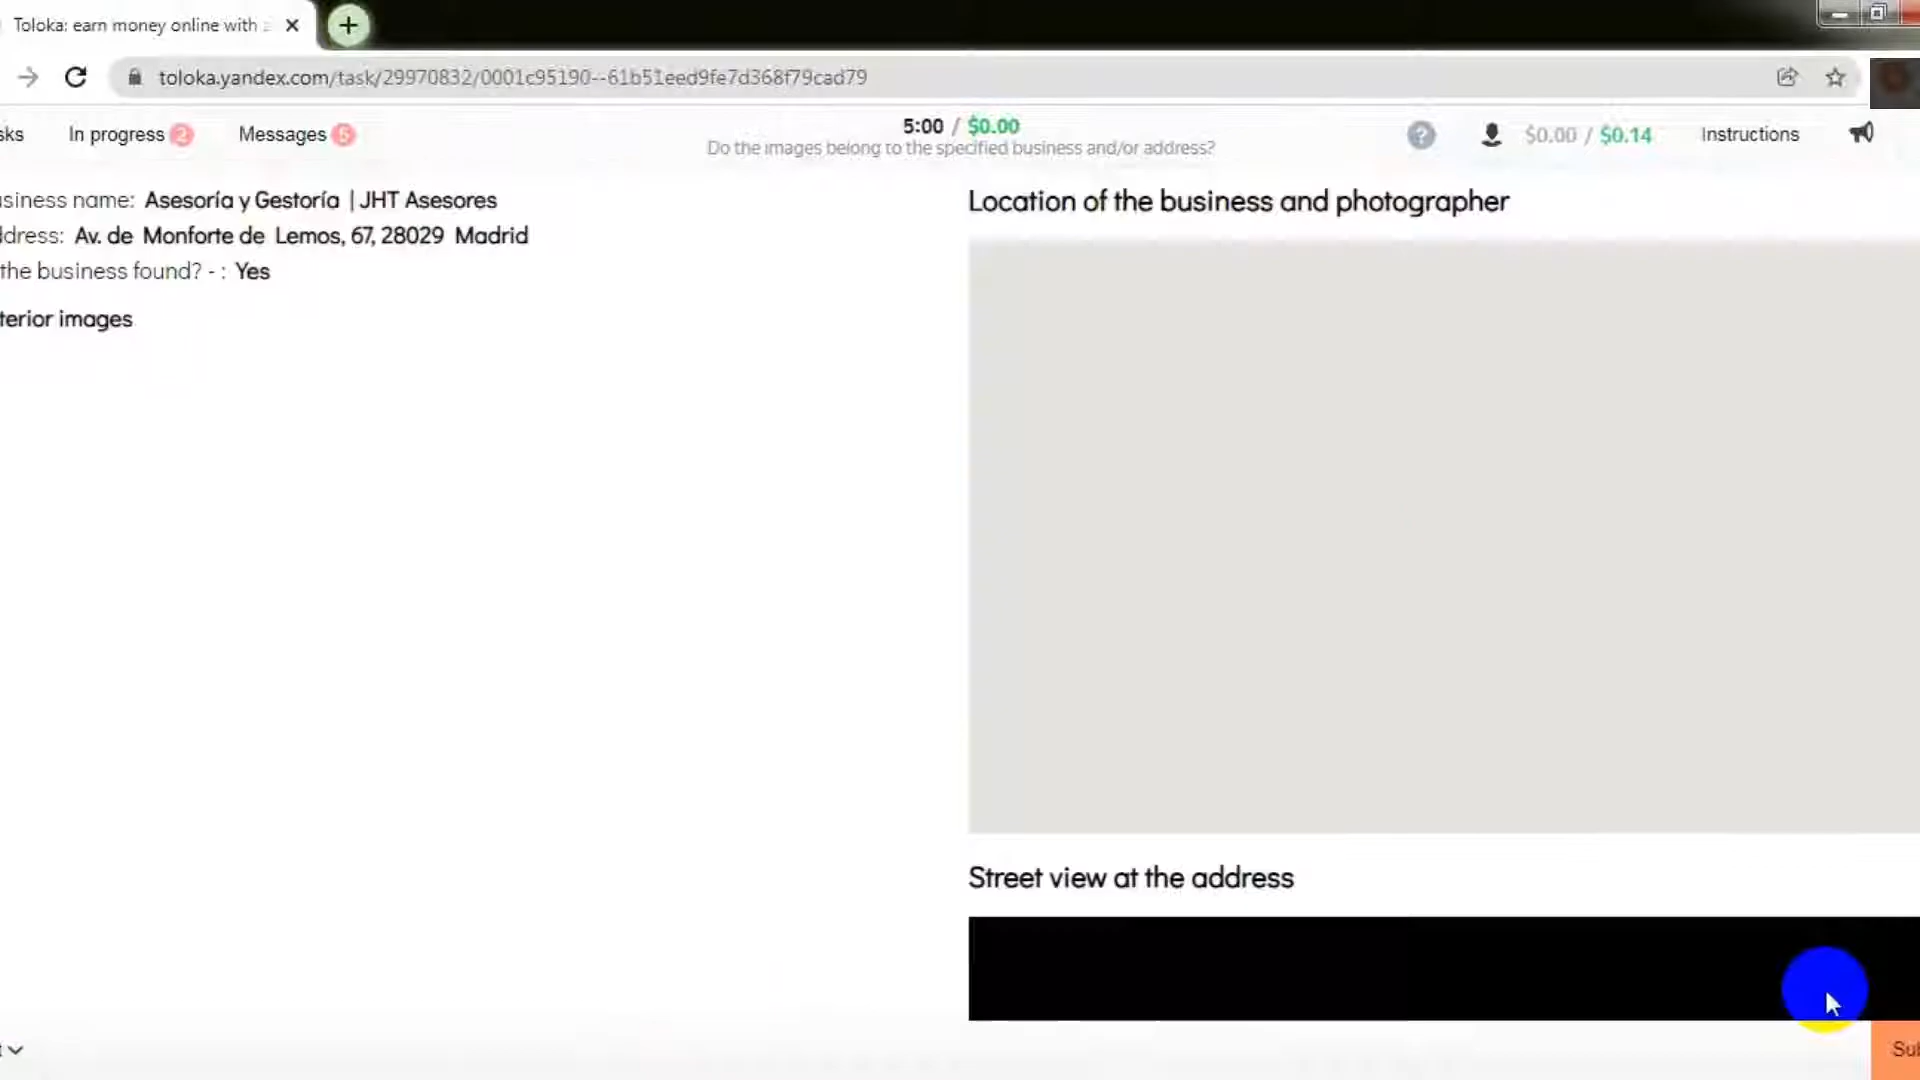 Toloka: earn money online with
toloka.yandex.com/task/29970832/0001c95190--61b51eed9fe7d368f79cad79
sks In progress 2 Messages 5
5:00 / $0.00
Do the images belong to the specified business and/or address?
$0.00 / $0.14 Instructions
siness name: Asesoría y Gestoría | JHT Asesores
ddress: Av. de Monforte de Lemos, 67, 28029 Madrid
the business found? - : Yes
terior images
Location of the business and photographer
Street view at the address
Sub